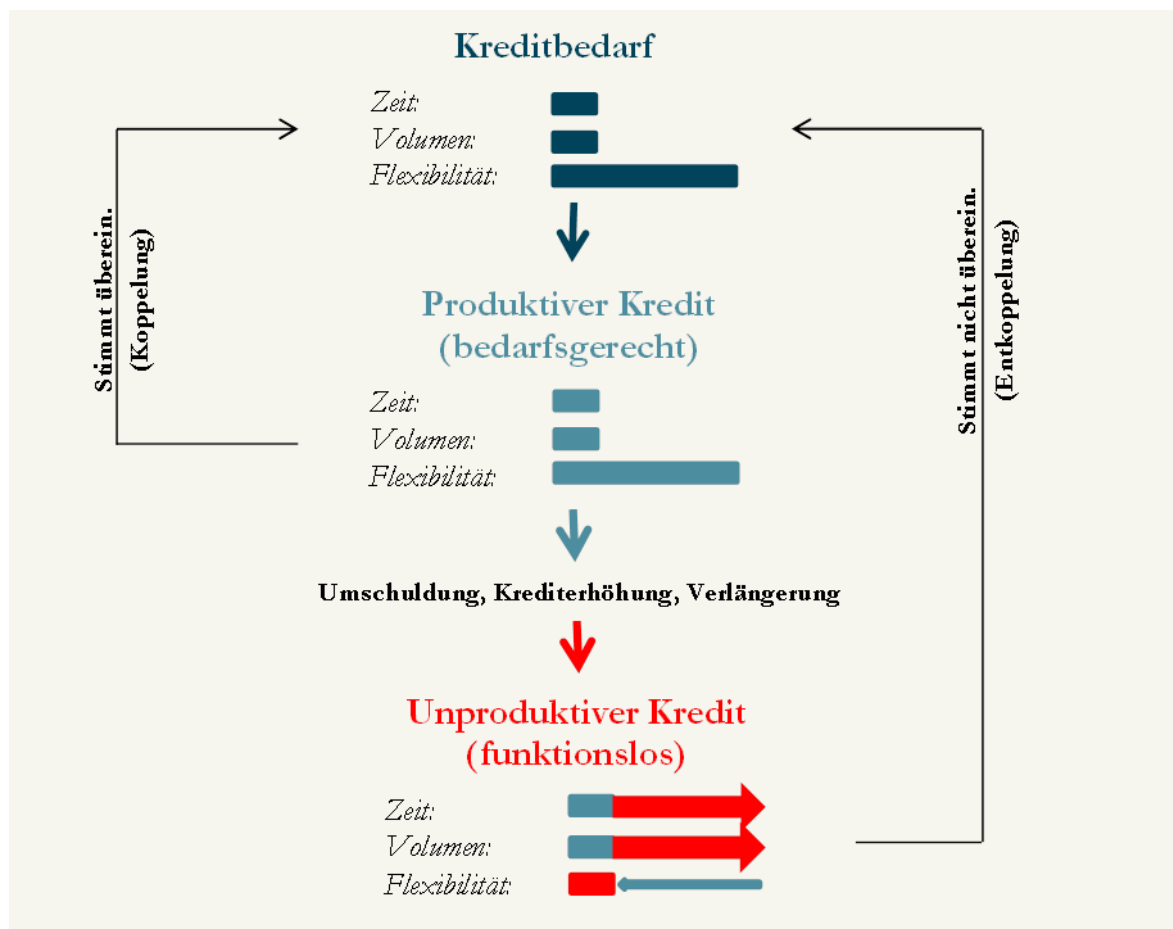 Kreditbedarf
Zeit:
Volumen:
Flexibilität:
Stimmt überein.
(Koppelung)
Stimmt nicht überein.
(Entkoppelung)
Produktiver Kredit
(bedarfsgerecht)
Zeit:
Volumen:
Flexibilität:
Umschuldung, Krediterhöhung, Verlängerung
Unproduktiver Kredit
(funktionslos)
Zeit:
Volumen:
Flexibilität: